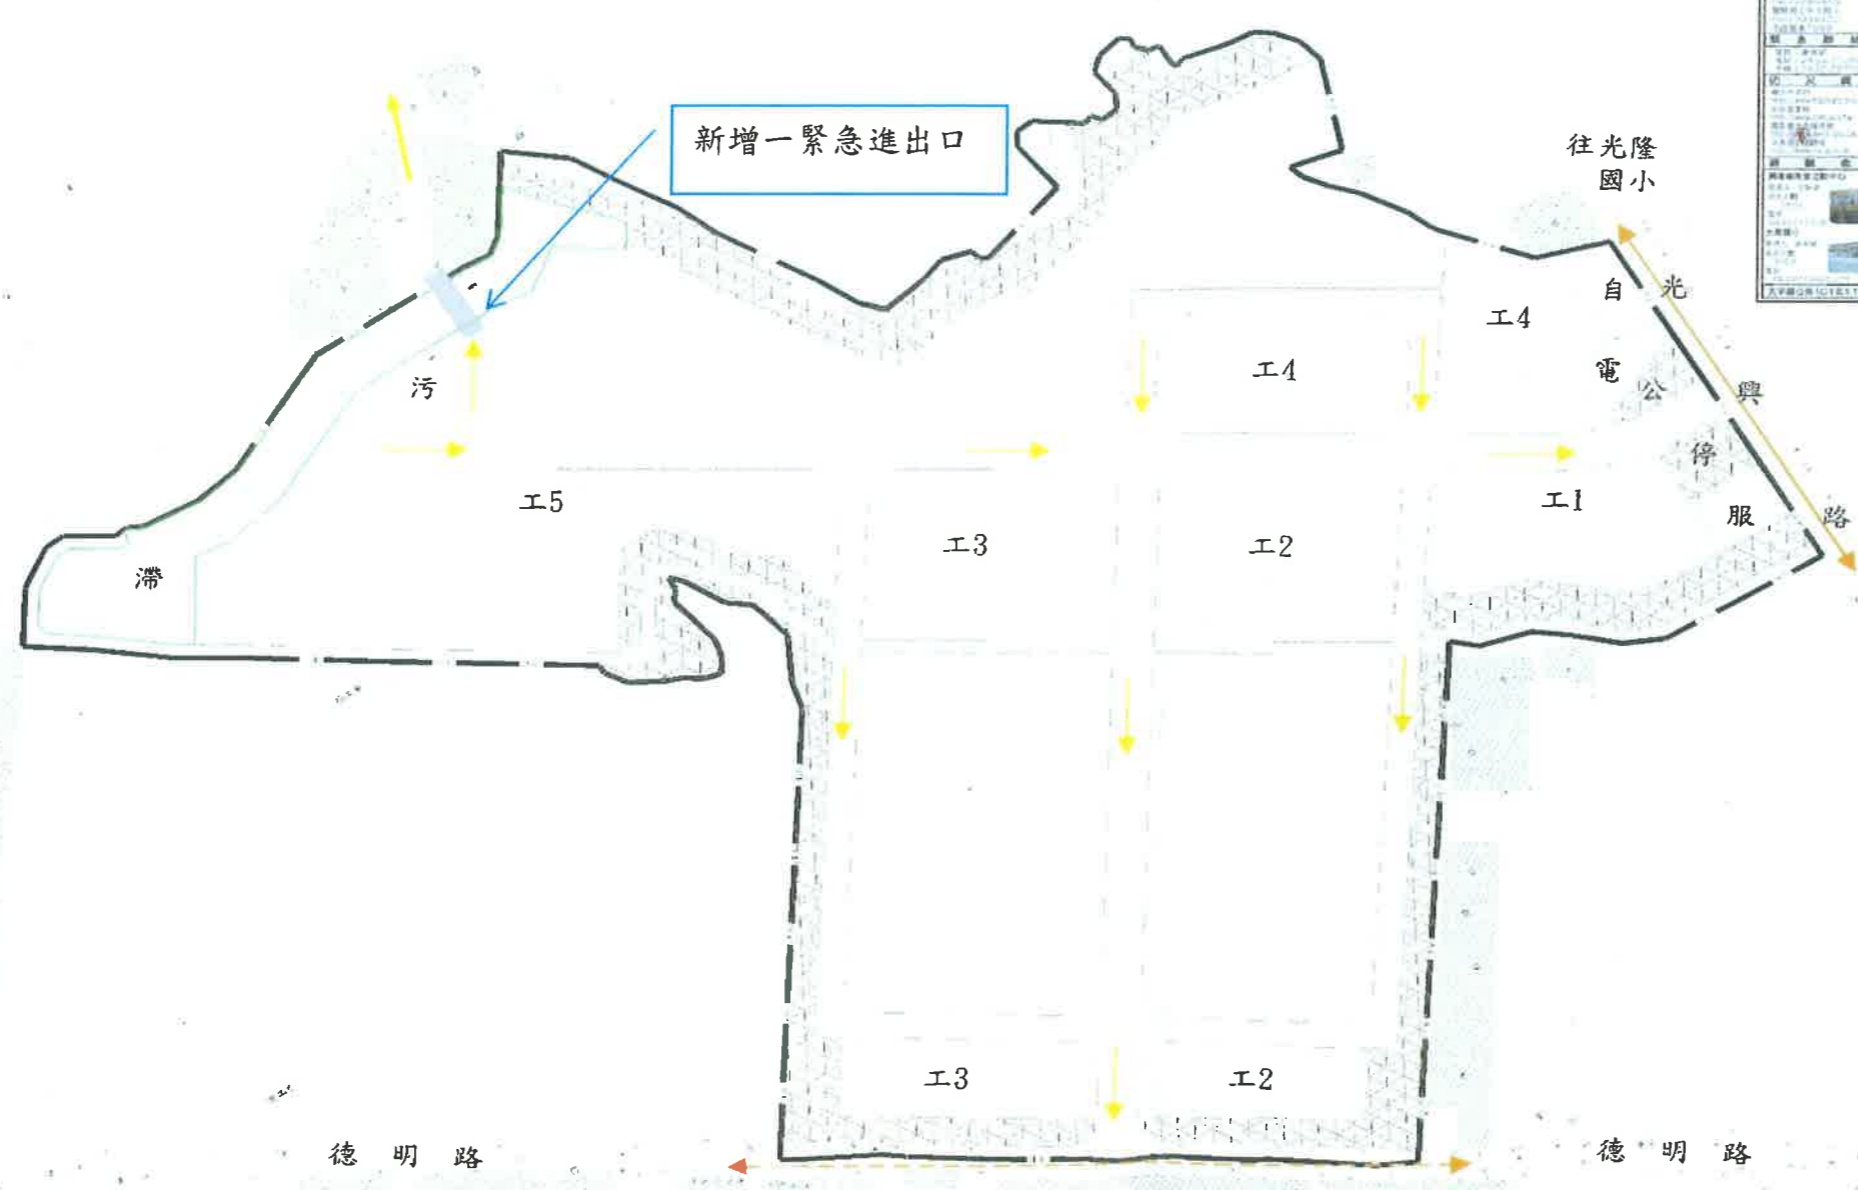 新增一緊急進出口
往光隆
國小
自
光
工4
工4
電
公
興
污
停
工5
工1
服
路
工3
工2
滯
工3
工2
德明路
德明路